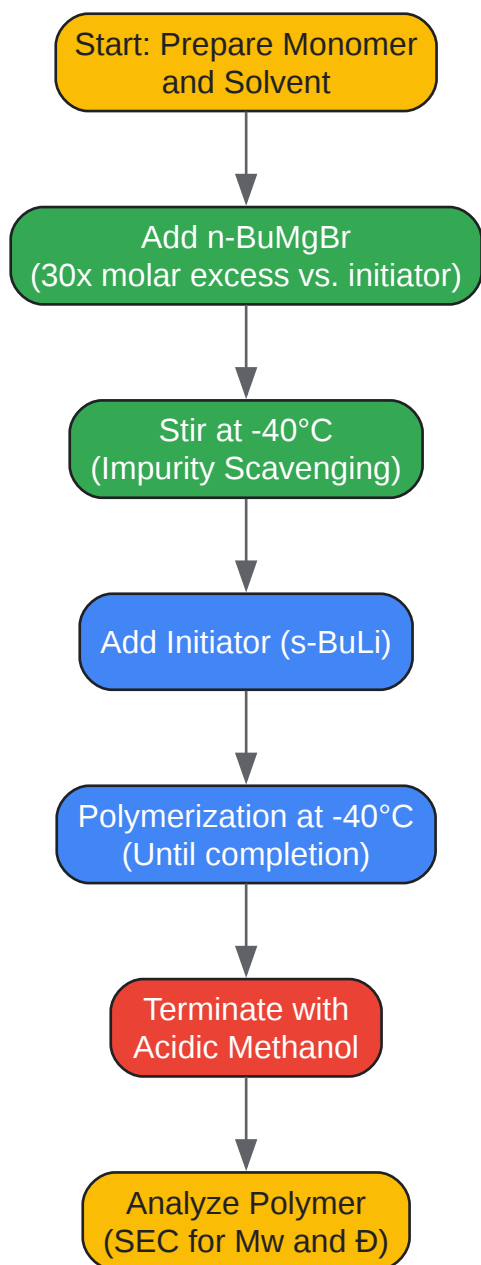 Start: Prepare Monomer
and Solvent
Add n-BuMgBr
(30x molar excess vs. initiator)
Stir at -40°C
(Impurity Scavenging)
Add Initiator (s-BuLi)
Polymerization at -40°C
(Until completion)
Terminate with
Acidic Methanol
Analyze Polymer
(SEC for Mw and Đ)